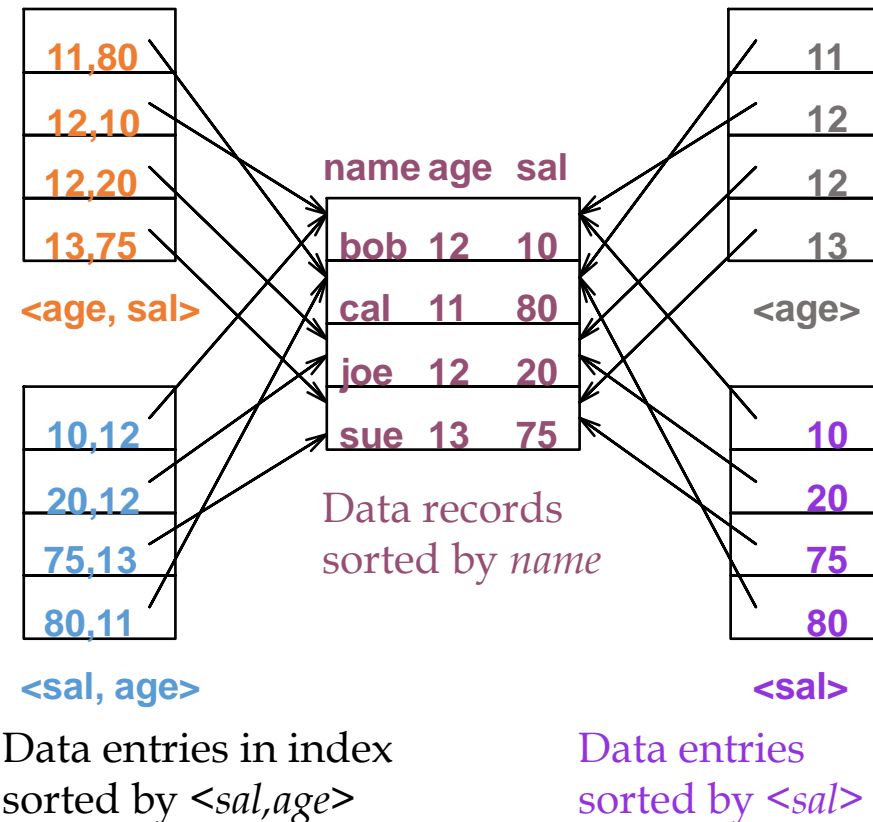 11,80
12,10
12,20
13,75
<age, sal>
name age sal
bob 12 10
cal 11 80
joe 12 20
sue 13 75
Data records
sorted by name
11
12
12
13
<age>
10,12
20,12
75,13
80,11
<sal, age>
Data entries in index
sorted by <sal,age>
10
20
75
80
<sal>
Data entries
sorted by <sal>